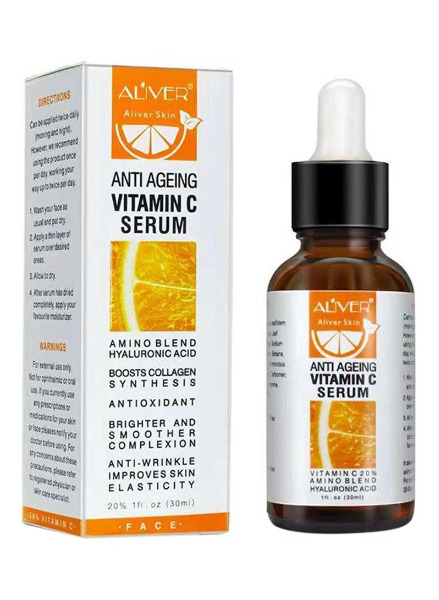 DIRECTIIONS
Can be applied twice daily
(morning and night).
However, we recommend
using the product once
per day, working your
way up to twice per day.
1. Wash your face as
usual and pat dry.
2. Apply a thin layer of
serum over desired
areas.
3. Allow to dry.
4. After serum has dried
completely, apply your
favourite moisturizer.
WARNINGS
For external use only.
Not for ophthalmic or oral
use. If you currently use
any prescriptions or
medications for your skin
or face please notify your
doctor before using. For
any concerns about these
precautions, please refer
to registered physician or
skin care specialist.
VITAMIN C
ALIVER®
Aliver Skin
ANTI AGEING
VITAMIN C
SERUM
AMINO BLEND
HYALURONIC ACID
BOOSTS COLLAGEN
SYNTHESIS
ANTIOXIDANT
BRIGHTER AND
SMOOTHER
COMPLEXION
ANTI-WRINKLE
IMPROVES SKIN
ELASTICITY
20% 1fl. oz (30ml)
·FACE·
ALIVER®
Aliver Skin
ANTI AGEING
VITAMIN C
SERUM
VITAMIN C 20%
AMINO BLEND
HYALURONIC ACID
1fl. oz (30ml)